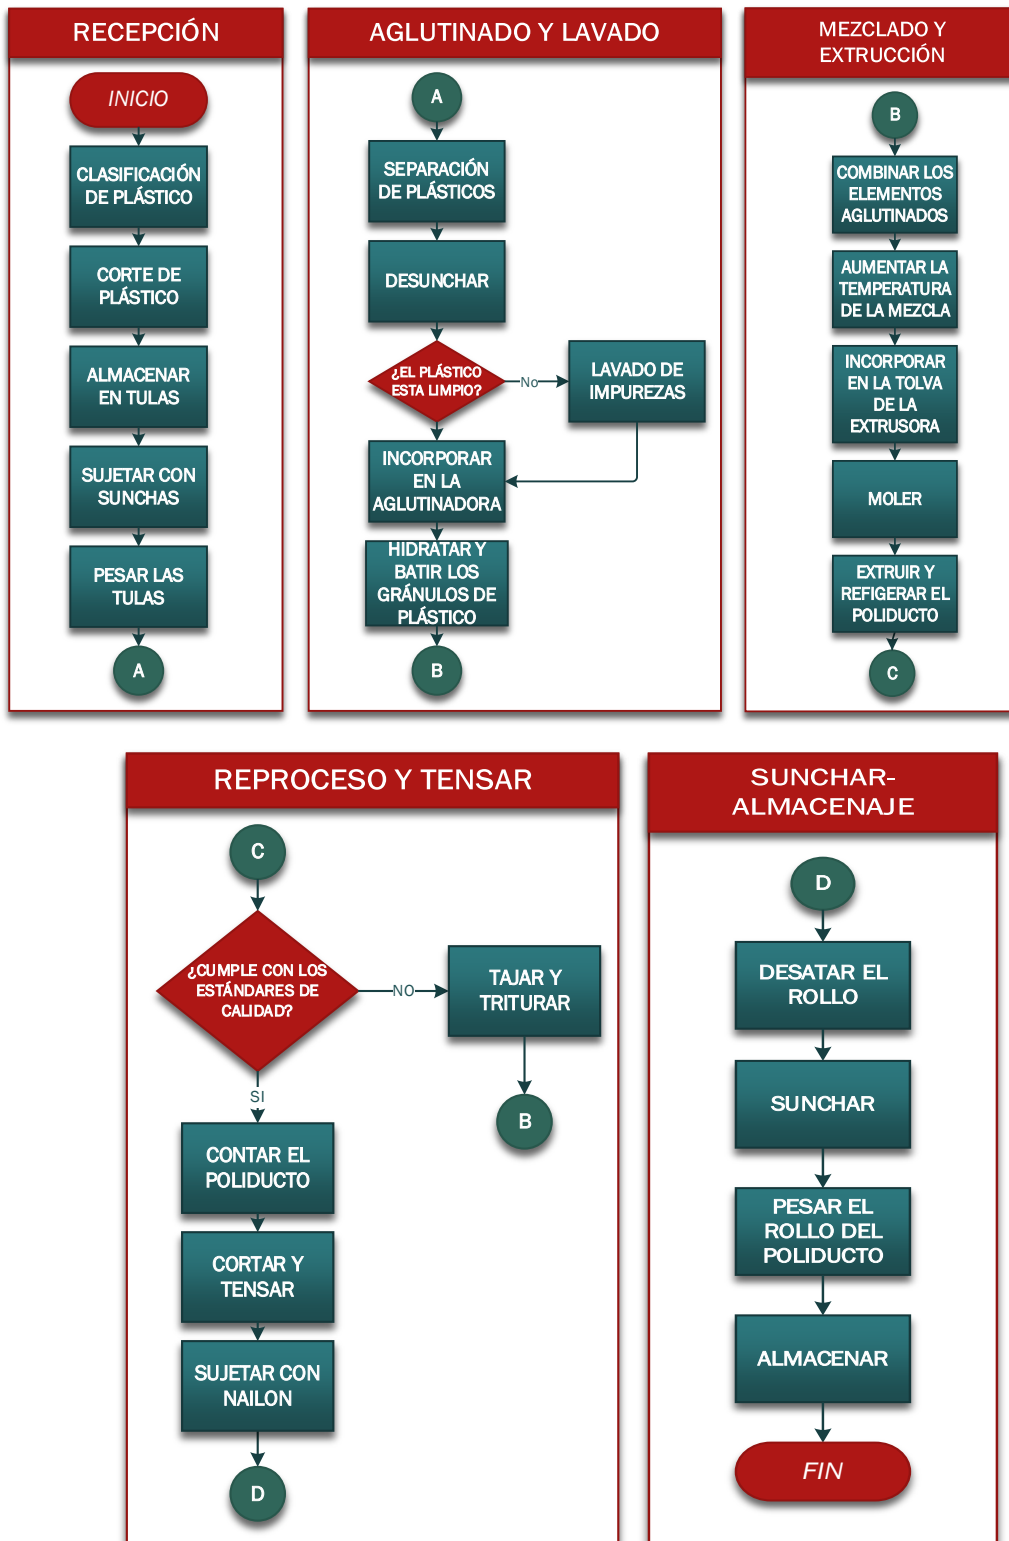 RECEPCIÓN
INICIO
CLASIFICACIÓN
DE PLÁSTICO
CORTE DE
PLÁSTICO
ALMACENAR
EN TULAS
SUJETAR CON
SUNCHAS
PESAR LAS
TULAS
A
AGLUTINADO Y LAVADO
A
SEPARACIÓN
DE PLÁSTICOS
DESUNCHAR
¿EL PLÁSTICO
ESTA LIMPIO?
No
LAVADO DE
IMPUREZAS
INCORPORAR
EN LA
AGLUTINADORA
HIDRATAR Y
BATIR LOS
GRÁNULOS DE
PLÁSTICO
B
MEZCLADO Y
EXTRUCCIÓN
B
COMBINAR LOS
ELEMENTOS
AGLUTINADOS
AUMENTAR LA
TEMPERATURA
DE LA MEZCLA
INCORPORAR
EN LA TOLVA
DE LA
EXTRUSORA
MOLER
EXTRUIR Y
REFIGERAR EL
POLIDUCTO
C
REPROCESO Y TENSAR
C
¿CUMPLE CON LOS
ESTÁNDARES DE
CALIDAD?
NO
TAJAR Y
TRITURAR
B
SI
CONTAR EL
POLIDUCTO
CORTAR Y
TENSAR
SUJETAR CON
NAILON
D
SUNCHAR-
ALMACENAJE
D
DESATAR EL
ROLLO
SUNCHAR
PESAR EL
ROLLO DEL
POLIDUCTO
ALMACENAR
FIN